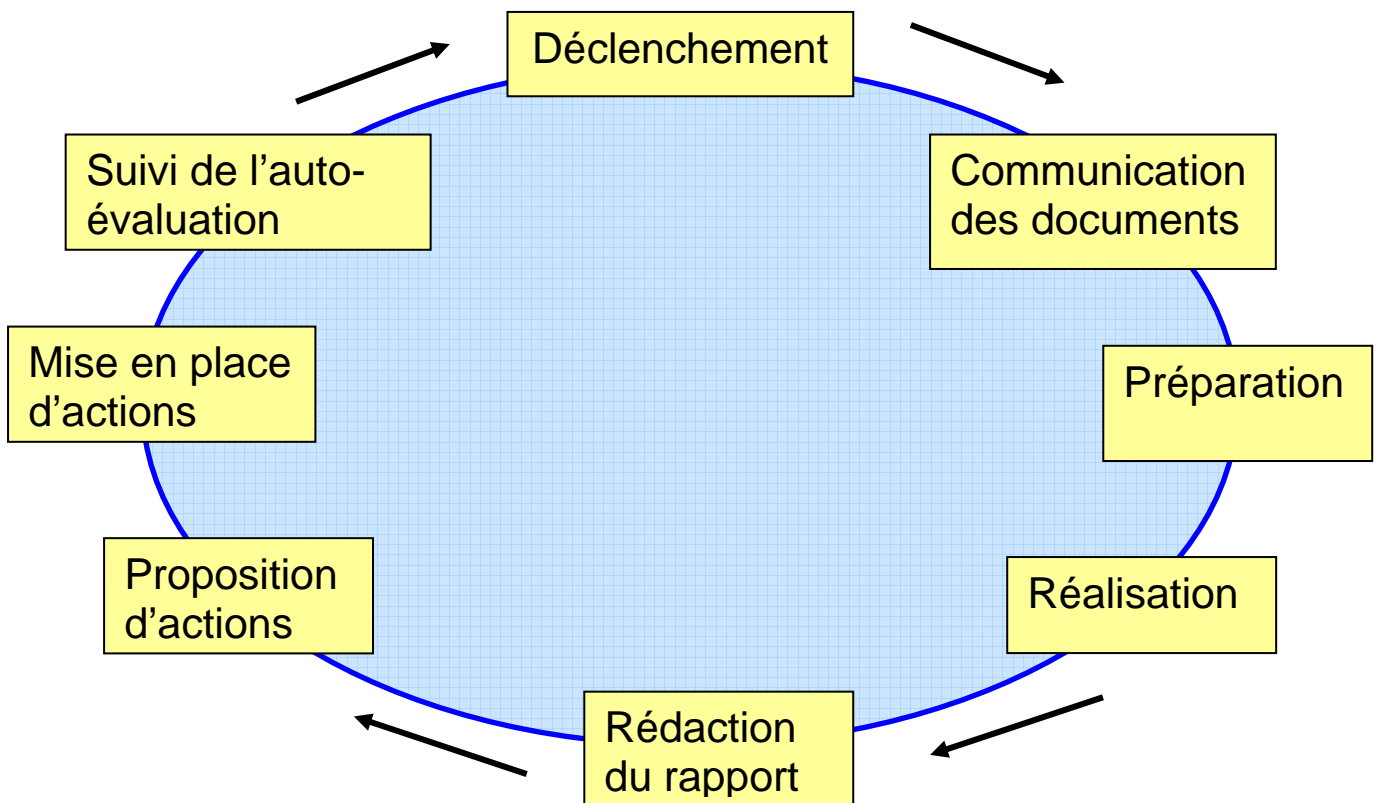 Déclenchement
Communication
des documents
Préparation
Réalisation
Rédaction
du rapport
Proposition
d’actions
Mise en place
d’actions
Suivi de l’auto-
évaluation